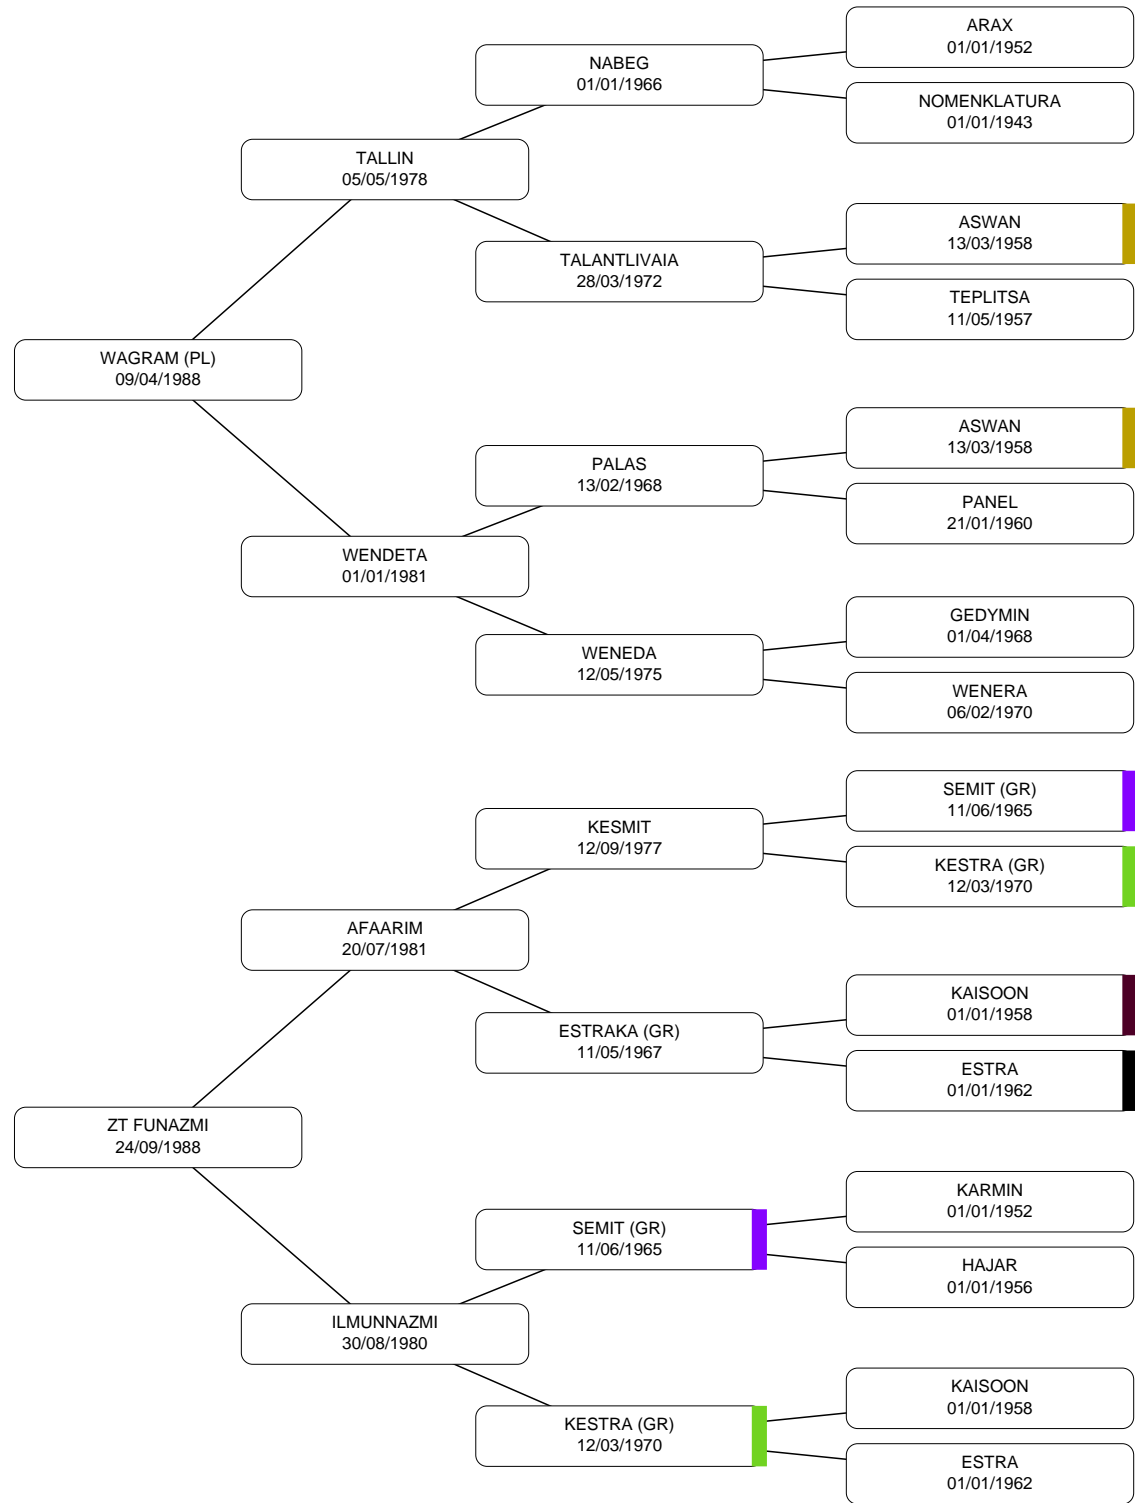 ARAX
01/01/1952
NABEG
01/01/1966
NOMENKLATURA
01/01/1943
TALLIN
05/05/1978
ASWAN
13/03/1958
TALANTLIVAIA
28/03/1972
TEPLITSA
11/05/1957
WAGRAM (PL)
09/04/1988
ASWAN
13/03/1958
PALAS
13/02/1968
PANEL
21/01/1960
WENDETA
01/01/1981
GEDYMIN
01/04/1968
WENEDA
12/05/1975
WENERA
06/02/1970
SEMIT (GR)
11/06/1965
KESMIT
12/09/1977
KESTRA (GR)
12/03/1970
AFAARIM
20/07/1981
KAISOON
01/01/1958
ESTRAKA (GR)
11/05/1967
ESTRA
01/01/1962
ZT FUNAZMI
24/09/1988
KARMIN
01/01/1952
SEMIT (GR)
11/06/1965
HAJAR
01/01/1956
ILMUNNAZMI
30/08/1980
KAISOON
01/01/1958
KESTRA (GR)
12/03/1970
ESTRA
01/01/1962